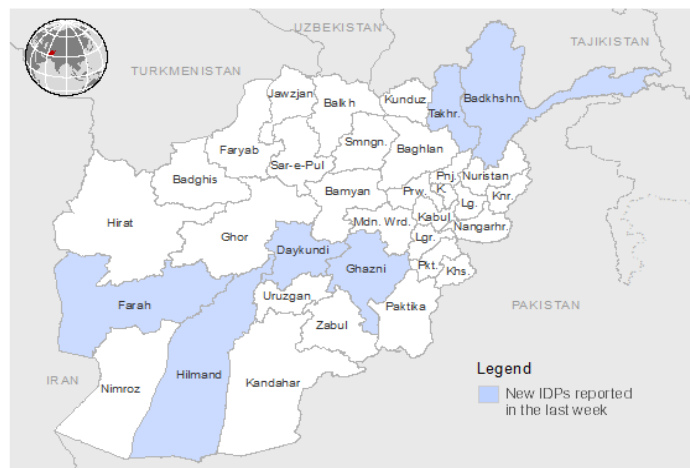 UZBEKISTAN
TAJIKISTAN
TURKMENISTAN
Jawzjan
Balkh
Kunduz
Takhr.
Badkhshn.
Faryab
Smngn.
Baghlan
Sar-e-Pul
Badghis
Pnj.
Nuristan
K.
Bamyan
Prw.
Lg.
Knr.
Hirat
Mdn. Wrd.
Kabul
Nangarhr.
Ghor
Daykundi
Lgr.
Ghazni
Pkt.
Khs.
Farah
Uruzgan
Paktika
PAKISTAN
Zabul
Legend
IRAN
Nimroz
Hilmand
Kandahar
New IDPs reported
in the last week